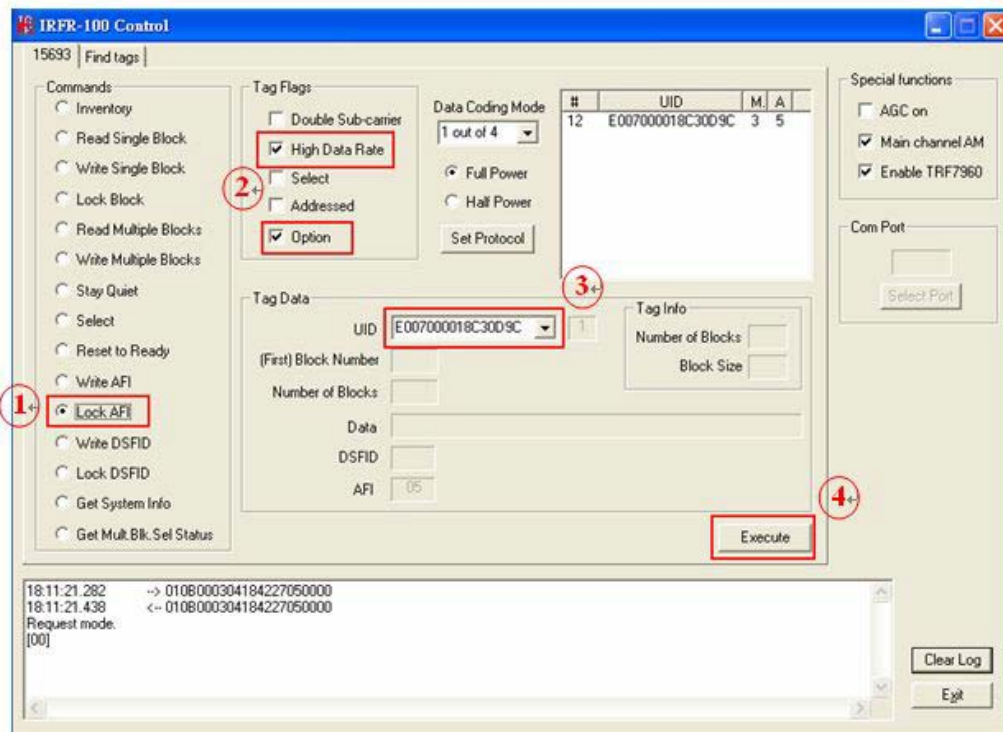 IRFR-100 Control
15693 Find tags
Commands
Inventory
Read Single Block
Write Single Block
Lock Block
Read Multiple Blocks
Write Multiple Blocks
Stay Quiet
Select
Reset to Ready
Write AFI
1
Lock AFI
Write DSFID
Lock DSFID
Get System Info
Get Mult.Blk.Sel Status
Tag Flags
Double Sub-carrier
High Data Rate
2
Select
Addressed
Option
Data Coding Mode
1 out of 4
Full Power
Half Power
Set Protocol
# UID M. A
12 E007000018C30D9C 3 5
Special functions
AGC on
Main channel AM
Enable TRF7960
Com Port
Select Port
Tag Data
3
UID E007000018C30D9C 1
(First) Block Number
Number of Blocks
Data
DSFID
AFI 05
Tag Info
Number of Blocks
Block Size
4
Execute
18:11:21.282 --> 010B000304184227050000
18:11:21.438 <-- 010B000304184227050000
Request mode.
[00]
Clear Log
Exit